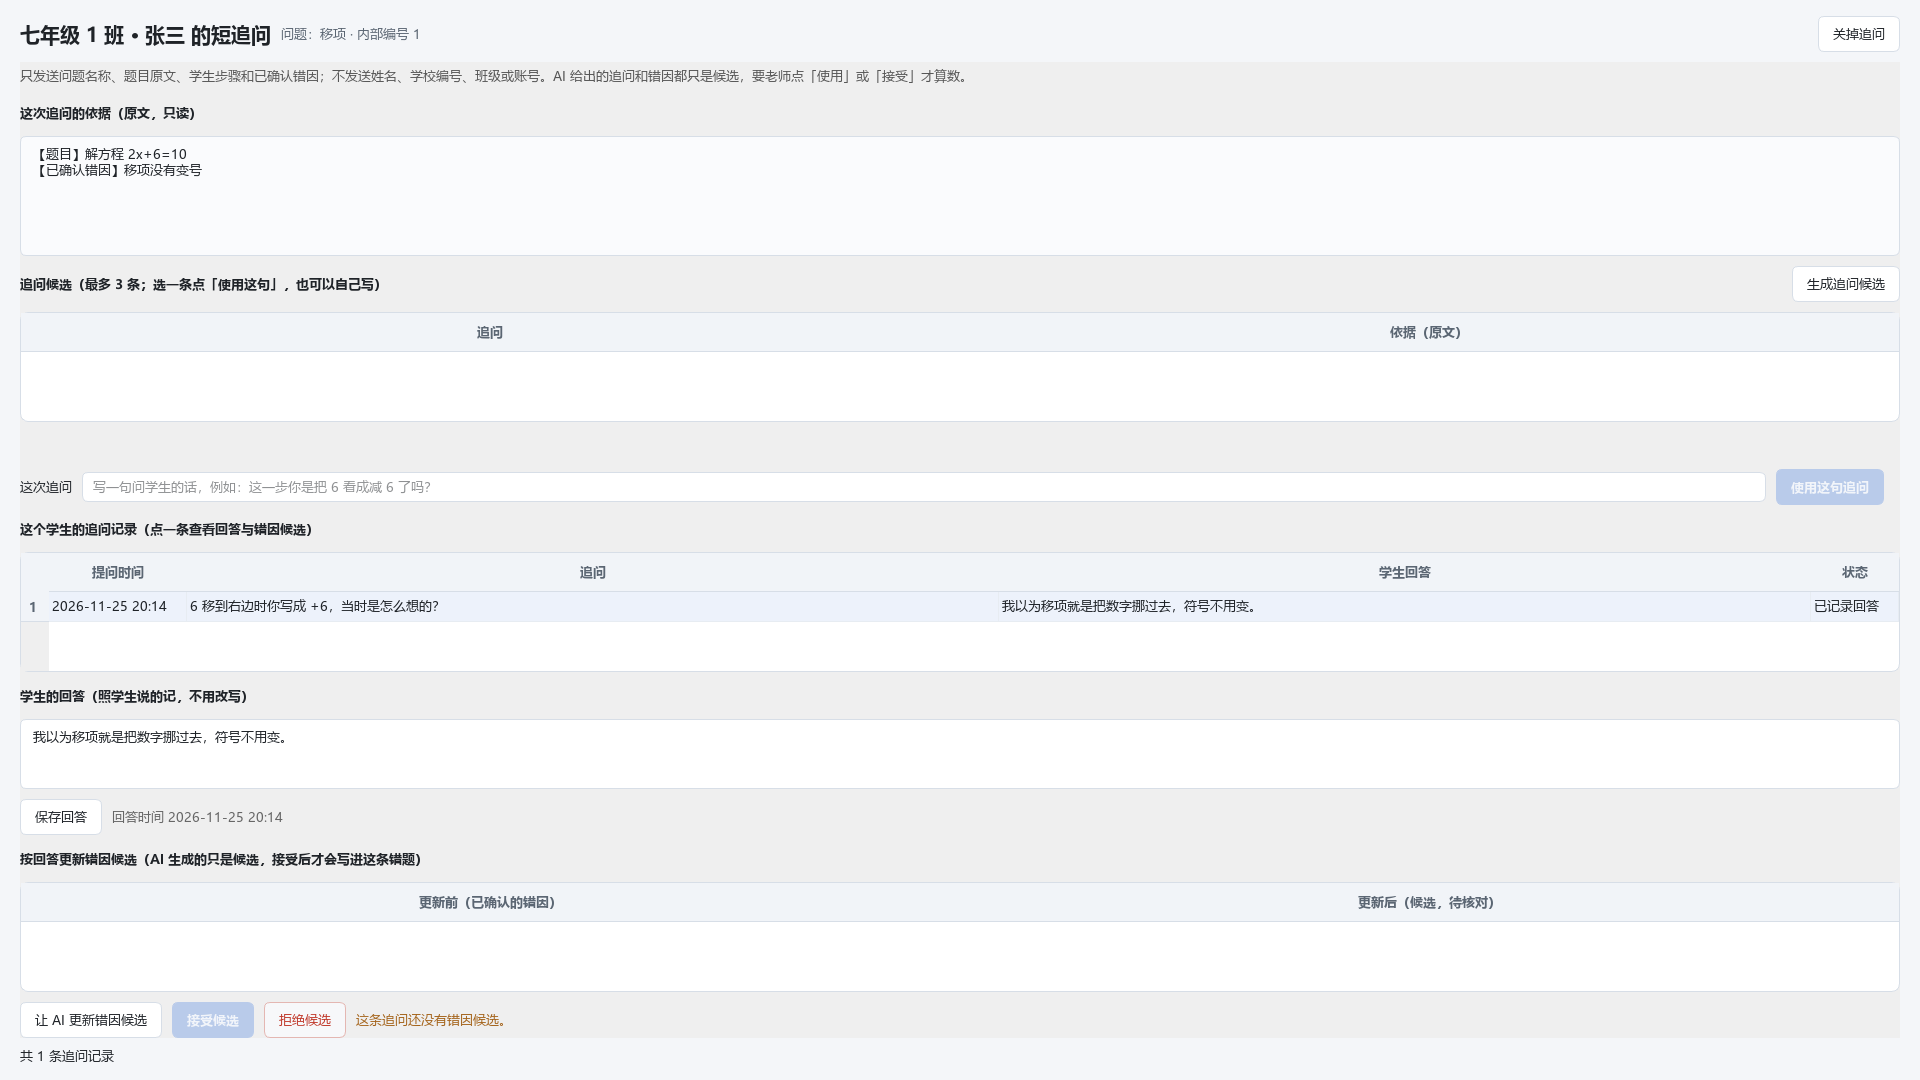 七年级 1 班 · 张三 的短追问 问题：移项 · 内部编号 1 关掉追问
只发送问题名称、题目原文、学生步骤和已确认错因；不发送姓名、学校编号、班级或账号。AI 给出的追问和错因都只是候选，要老师点「使用」或「接受」才算数。
这次追问的依据（原文，只读）
【题目】解方程 2x+6=10
【已确认错因】移项没有变号
追问候选（最多 3 条；选一条点「使用这句」，也可以自己写） 生成追问候选
追问 依据（原文）
这次追问 写一句问学生的话，例如：这一步你是把 6 看成减 6 了吗？ 使用这句追问
这个学生的追问记录（点一条查看回答与错因候选）
提问时间 追问 学生回答 状态
1 2026-11-25 20:14 6 移到右边时你写成 +6，当时是怎么想的？ 我以为移项就是把数字挪过去，符号不用变。 已记录回答
学生的回答（照学生说的记，不用改写）
我以为移项就是把数字挪过去，符号不用变。
保存回答 回答时间 2026-11-25 20:14
按回答更新错因候选（AI 生成的只是候选，接受后才会写进这条错题）
更新前（已确认的错因） 更新后（候选，待核对）
让 AI 更新错因候选 接受候选 拒绝候选 这条追问还没有错因候选。
共 1 条追问记录